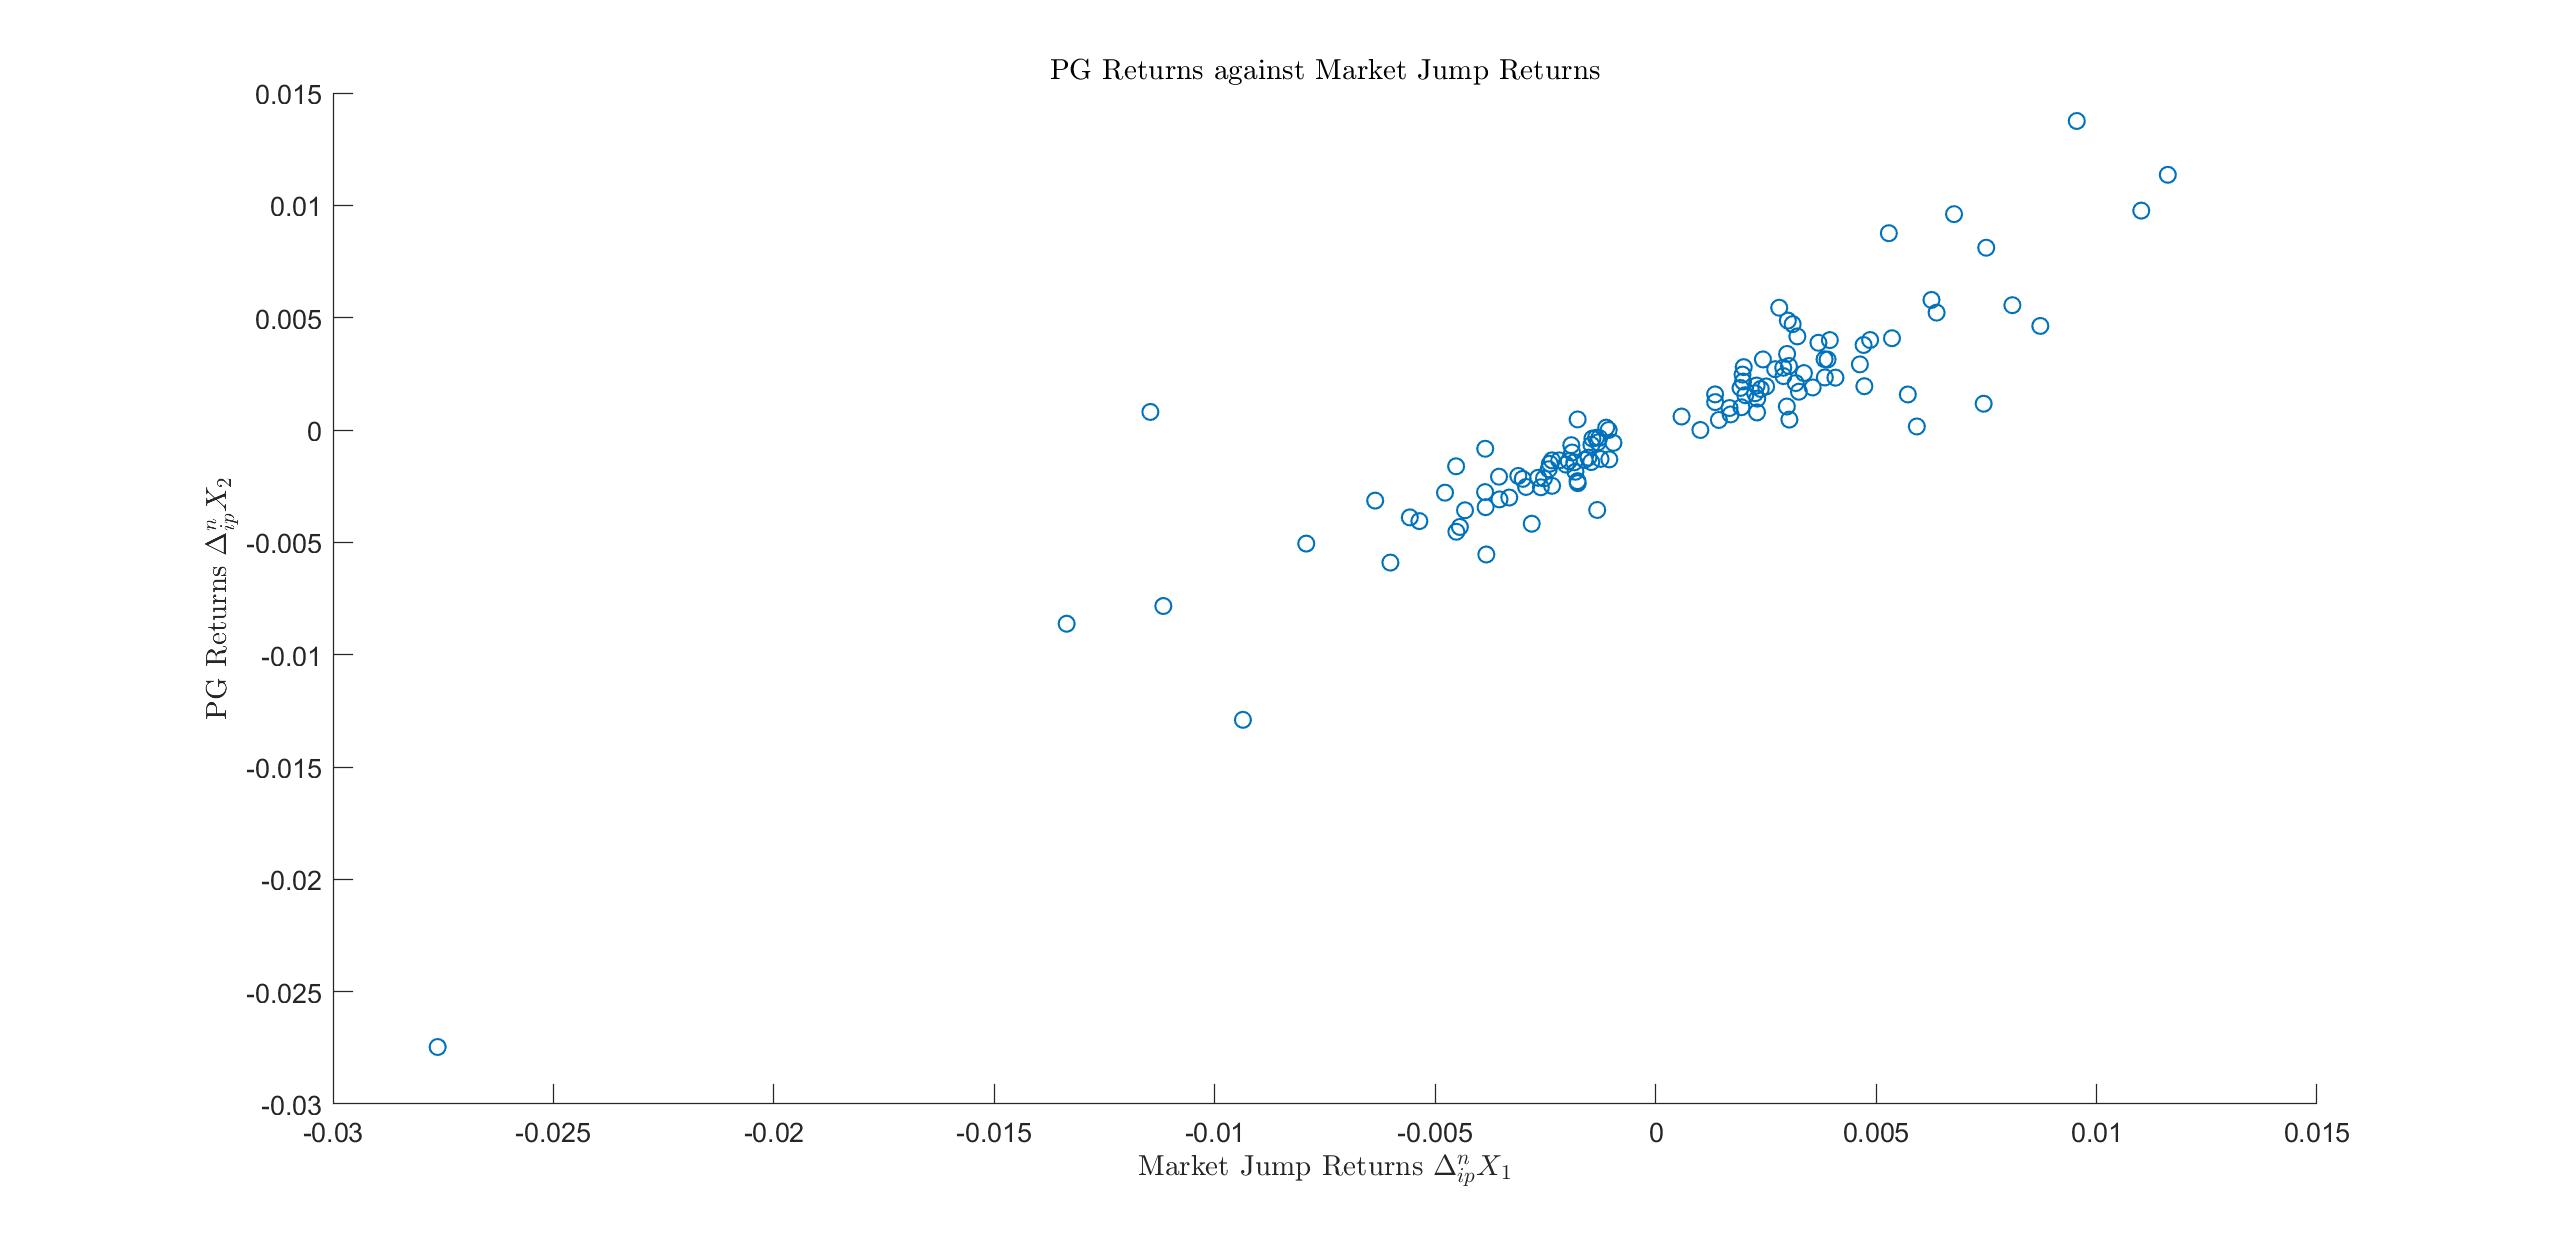 PG Returns against Market Jump Returns
0.015
0.01
0.005
0
-0.005
-0.01
-0.015
-0.02
-0.025
-0.03
PG Returns $\Delta_{ip}^{n}X_2$
-0.03 -0.025 -0.02 -0.015 -0.01 -0.005 0 0.005 0.01 0.015
Market Jump Returns $\Delta_{ip}^{n}X_1$